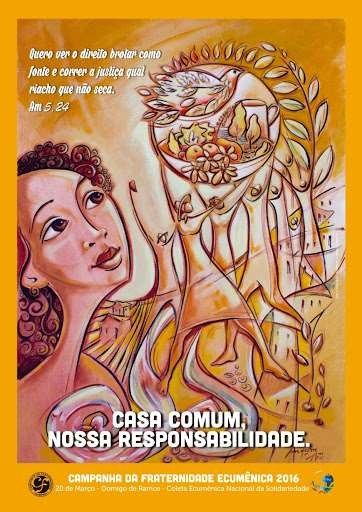 Quero ver o direito brotar como
fonte e correr a justiça qual
riacho que não seca.
Am 5, 24
CASA COMUM,
NOSSA RESPONSABILIDADE.
CAMPANHA DA FRATERNIDADE ECUMÊNICA 2016
20 de Março - Domigo de Ramos - Coleta Ecumênica Nacional da Solidariedade